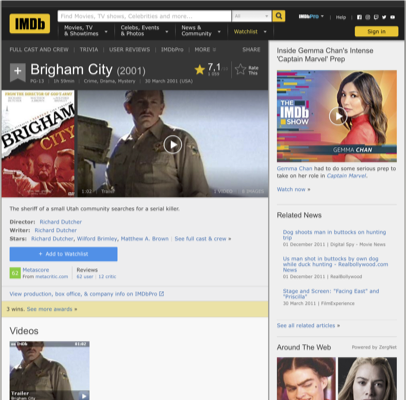 IMDb
Find Movies, TV shows, Celebrities and more...
All
IMDbPro
Help
Movies, TV & Showtimes
Celebs, Events & Photos
News & Community
Watchlist
Sign in
FULL CAST AND CREW | TRIVIA | USER REVIEWS | IMDbPro | MORE
SHARE
Brigham City (2001)
7,1
Rate This
PG-13 | 1h 59min | Crime, Drama, Mystery | 30 March 2001 (USA)
BRIGHAM CITY
1:02 | Trailer
The sheriff of a small Utah community searches for a serial killer.
Director: Richard Dutcher
Writer: Richard Dutcher
Stars: Richard Dutcher, Wilford Brimley, Matthew A. Brown | See full cast & crew »
+ Add to Watchlist
Metascore
From metacritic.com
Reviews
62 user | 13 critic
View production, box office, & company info on IMDbPro
3 wins. See more awards »
Videos
Trailer
Brigham City
Inside Gemma Chan's Intense 'Captain Marvel' Prep
THE IMDb SHOW
GEMMA CHAN
Gemma Chan had to do some serious prep to take on her role in Captain Marvel.
Watch now »
Related News
Dog shoots man in buttocks on hunting trip
01 December 2011 | Digital Spy - Movie News
Us man shot in buttocks by own dog while duck hunting - RealBollywood.com News
01 December 2011 | RealBollywood
Stage and Screen: "Facing East" and "Priscilla"
30 March 2011 | FilmExperience
See all related articles »
Around The Web
Powered by ZergNet